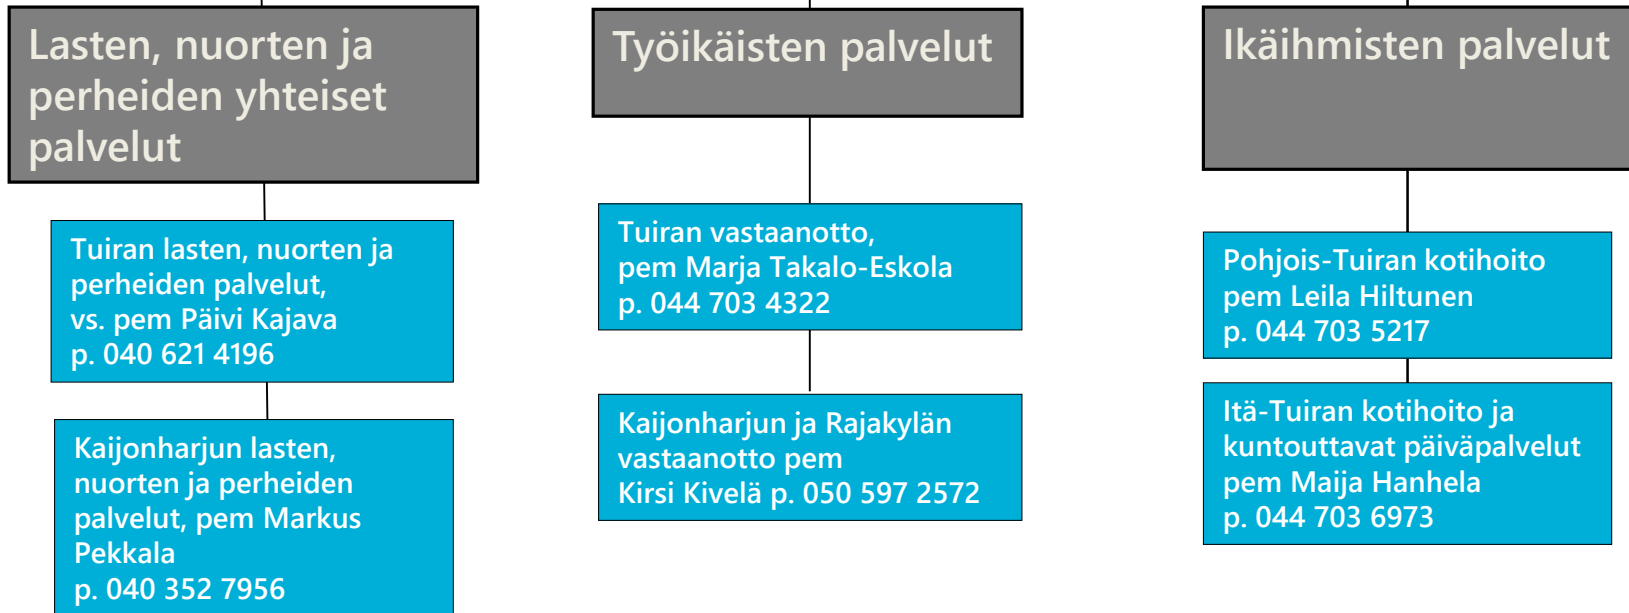 Lasten, nuorten ja
perheiden yhteiset
palvelut
Tuiran lasten, nuorten ja
perheiden palvelut,
vs. pem Päivi Kajava
p. 040 621 4196
Kaijonharjun lasten,
nuorten ja perheiden
palvelut, pem Markus
Pekkala
p. 040 352 7956
Työikäisten palvelut
Tuiran vastaanotto,
pem Marja Takalo-Eskola
p. 044 703 4322
Kaijonharjun ja Rajakylän
vastaanotto pem
Kirsi Kivelä p. 050 597 2572
Ikäihmisten palvelut
Pohjois-Tuiran kotihoito
pem Leila Hiltunen
p. 044 703 5217
Itä-Tuiran kotihoito ja
kuntouttavat päiväpalvelut
pem Maija Hanhela
p. 044 703 6973